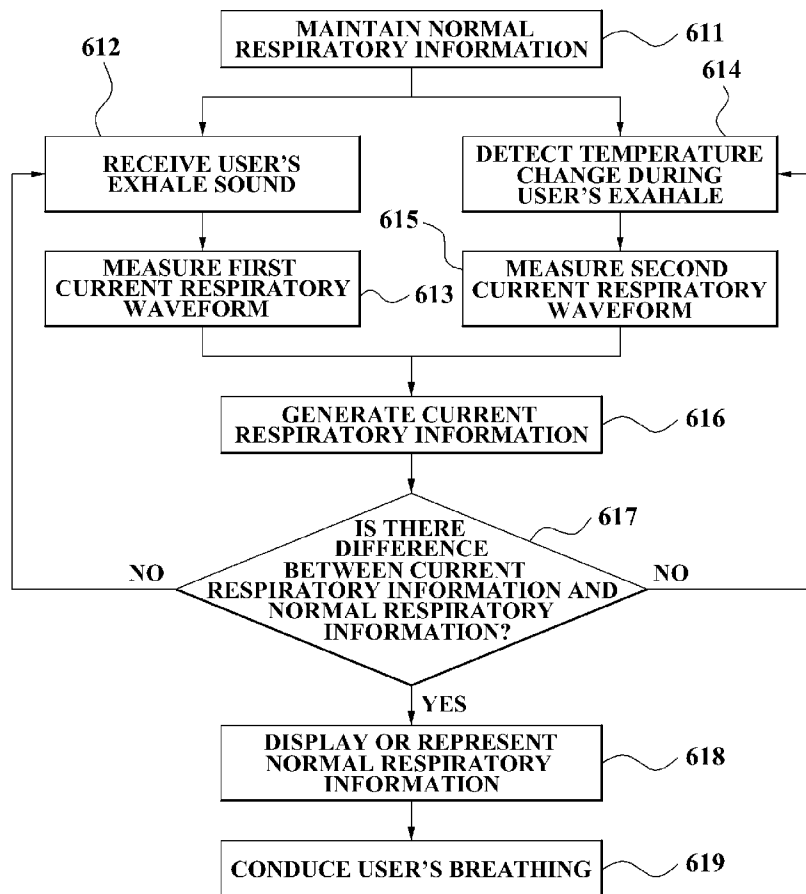 MAINTAIN NORMAL
RESPIRATORY INFORMATION
611
612
614
RECEIVE USER'S
EXHALE SOUND
DETECT TEMPERATURE
CHANGE DURING
USER'S EXAHALE
615
MEASURE FIRST
CURRENT RESPIRATORY
WAVEFORM
613
MEASURE SECOND
CURRENT RESPIRATORY
WAVEFORM
GENERATE CURRENT
RESPIRATORY INFORMATION
616
617
IS THERE
DIFFERENCE
BETWEEN CURRENT
RESPIRATORY INFORMATION AND
NORMAL RESPIRATORY
INFORMATION?
NO
NO
YES
DISPLAY OR REPRESENT
NORMAL RESPIRATORY
INFORMATION
618
CONDUCE USER'S BREATHING
619